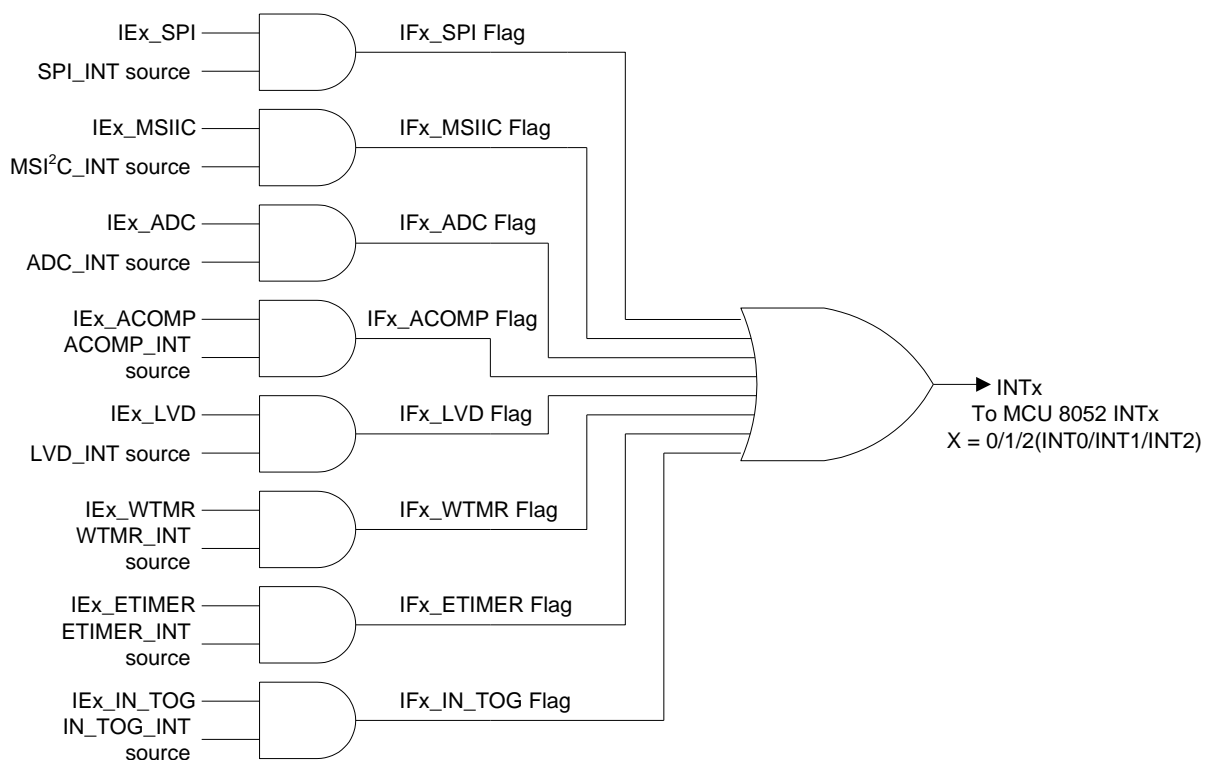 IEx_SPI
SPI_INT source
IFx_SPI Flag
IEx_MSIIC
MSI²C_INT source
IFx_MSIIC Flag
IEx_ADC
ADC_INT source
IFx_ADC Flag
IEx_ACOMP
ACOMP_INT
source
IFx_ACOMP Flag
IEx_LVD
LVD_INT source
IFx_LVD Flag
IEx_WTMR
WTMR_INT
source
IFx_WTMR Flag
IEx_ETIMER
ETIMER_INT
source
IFx_ETIMER Flag
IEx_IN_TOG
IN_TOG_INT
source
IFx_IN_TOG Flag
INTx
To MCU 8052 INTx
X = 0/1/2(INT0/INT1/INT2)